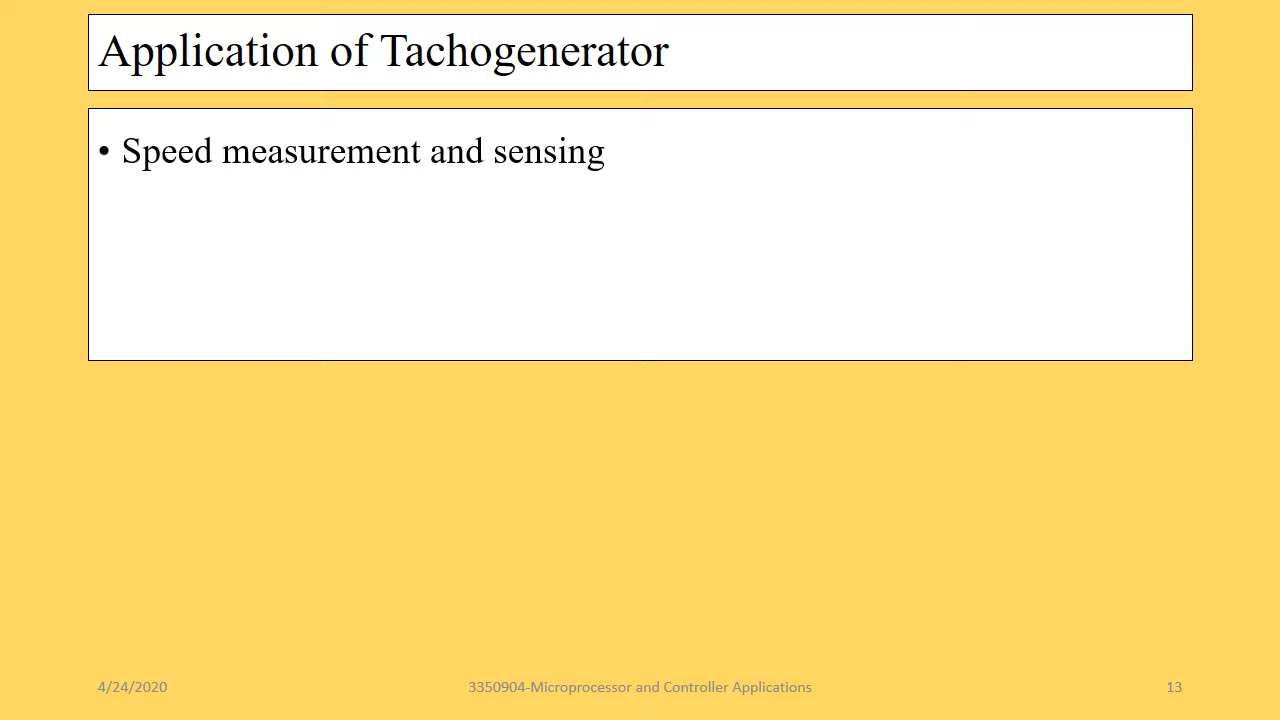 Application of Tachogenerator
• Speed measurement and sensing
4/24/2020
3350904-Microprocessor and Controller Applications
13